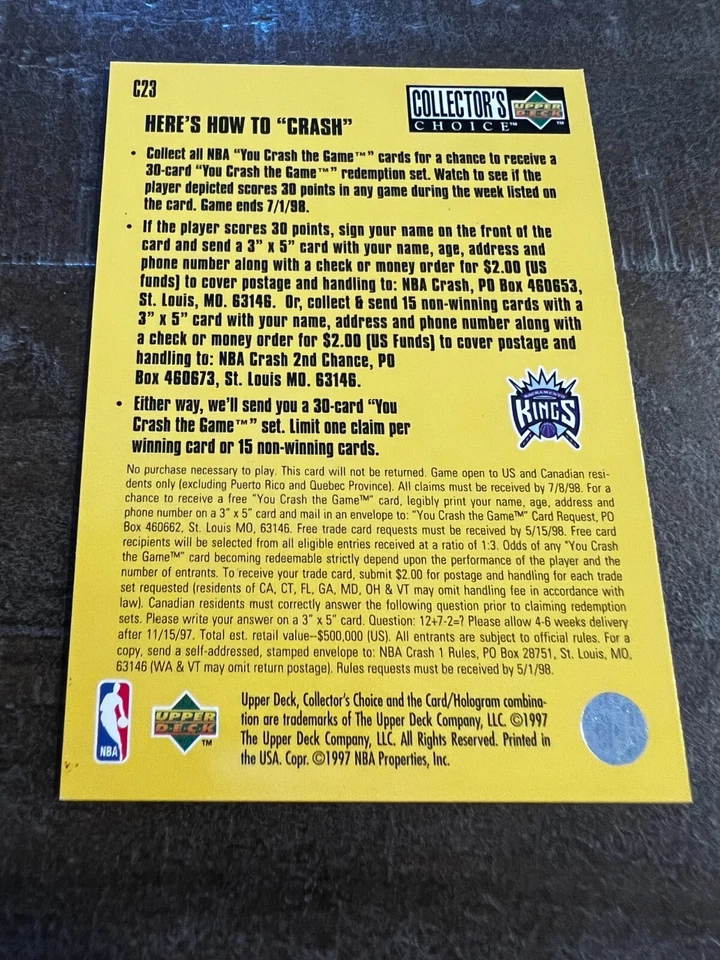 C23
COLLECTOR'S
CHOICE™
UPPER
DECK
™
HERE'S HOW TO "CRASH"
• Collect all NBA "You Crash the Game™" cards for a chance to receive a
30-card "You Crash the Game™" redemption set. Watch to see if the
player depicted scores 30 points in any game during the week listed on
the card. Game ends 7/1/98.
• If the player scores 30 points, sign your name on the front of the
card and send a 3" x 5" card with your name, age, address and
phone number along with a check or money order for $2.00 (US
funds) to cover postage and handling to: NBA Crash, PO Box 460653,
St. Louis, MO. 63146. Or, collect & send 15 non-winning cards with a
3" x 5" card with your name, address and phone number along with
a check or money order for $2.00 (US Funds) to cover postage and
handling to: NBA Crash 2nd Chance, PO
Box 460673, St. Louis MO. 63146.
• Either way, we'll send you a 30-card "You
Crash the Game™" set. Limit one claim per
winning card or 15 non-winning cards.
SACRAMENTO
KINGS
No purchase necessary to play. This card will not be returned. Game open to US and Canadian resi-
dents only (excluding Puerto Rico and Quebec Province). All claims must be received by 7/8/98. For a
chance to receive a free "You Crash the Game™" card, legibly print your name, age, address and
phone number on a 3" x 5" card and mail in an envelope to: "You Crash the Game™" Card Request, PO
Box 460662, St. Louis MO, 63146. Free trade card requests must be received by 5/15/98. Free card
recipients will be selected from all eligible entries received at a ratio of 1:3. Odds of any "You Crash
the Game™" card becoming redeemable strictly depend upon the performance of the player and the
number of entrants. To receive your trade card, submit $2.00 for postage and handling for each trade
set requested (residents of CA, CT, FL, GA, MD, OH & VT may omit handling fee in accordance with
law). Canadian residents must correctly answer the following question prior to claiming redemption
sets. Please write your answer on a 3" x 5" card. Question: 12+7-2=? Please allow 4-6 weeks delivery
after 11/15/97. Total est. retail value--$500,000 (US). All entrants are subject to official rules. For a
copy, send a self-addressed, stamped envelope to: NBA Crash 1 Rules, PO Box 28751, St. Louis, MO,
63146 (WA & VT may omit return postage). Rules requests must be received by 5/1/98.
NBA
UPPER
DECK
™
Upper Deck, Collector's Choice and the Card/Hologram combina-
tion are trademarks of The Upper Deck Company, LLC. ©1997
The Upper Deck Company, LLC. All Rights Reserved. Printed in
the USA. Copr. ©1997 NBA Properties, Inc.